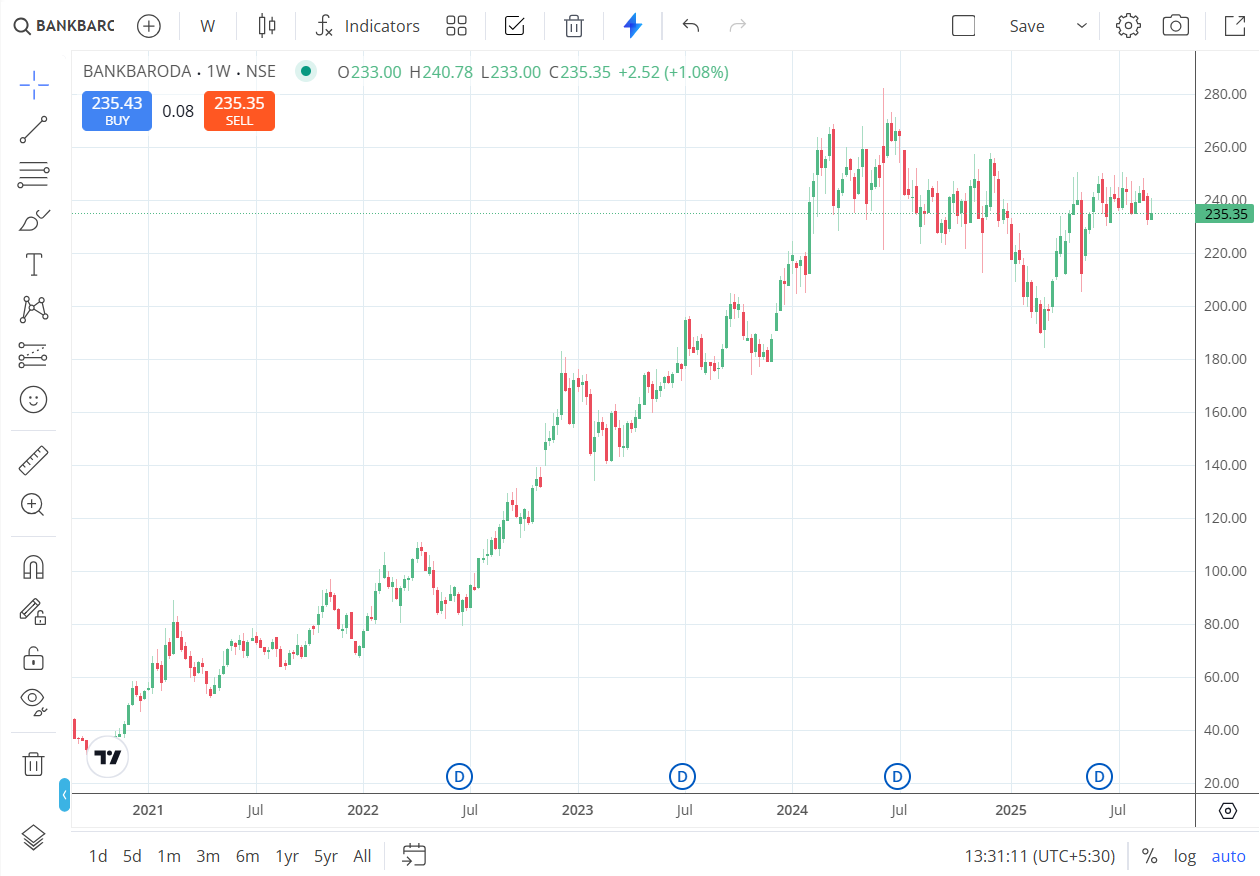 BANKBARC W Indicators Save
BANKBARODA · 1W · NSE O233.00 H240.78 L233.00 C235.35 +2.52 (+1.08%)
235.43 BUY 0.08 235.35 SELL
280.00
260.00
240.00
235.35
220.00
200.00
180.00
160.00
140.00
120.00
100.00
80.00
60.00
40.00
20.00
D D D D
2021 Jul 2022 Jul 2023 Jul 2024 Jul 2025 Jul
1d 5d 1m 3m 6m 1yr 5yr All 13:31:11 (UTC+5:30) % log auto